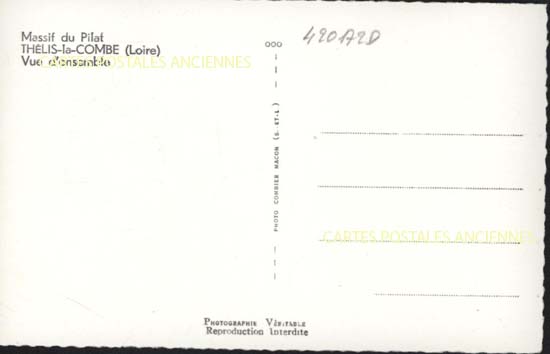 Massif du Pilat
THÉLIS-la-COMBE (Loire)
CARTES POSTALES ANCIENNES
Vue d'ensemble
000
420A28
PHOTO COMBIER MACON (S.-ET-L.)
CARTES POSTALES ANCIENNES
PHOTOGRAPHIE VÉRITABLE
Reproduction Interdite